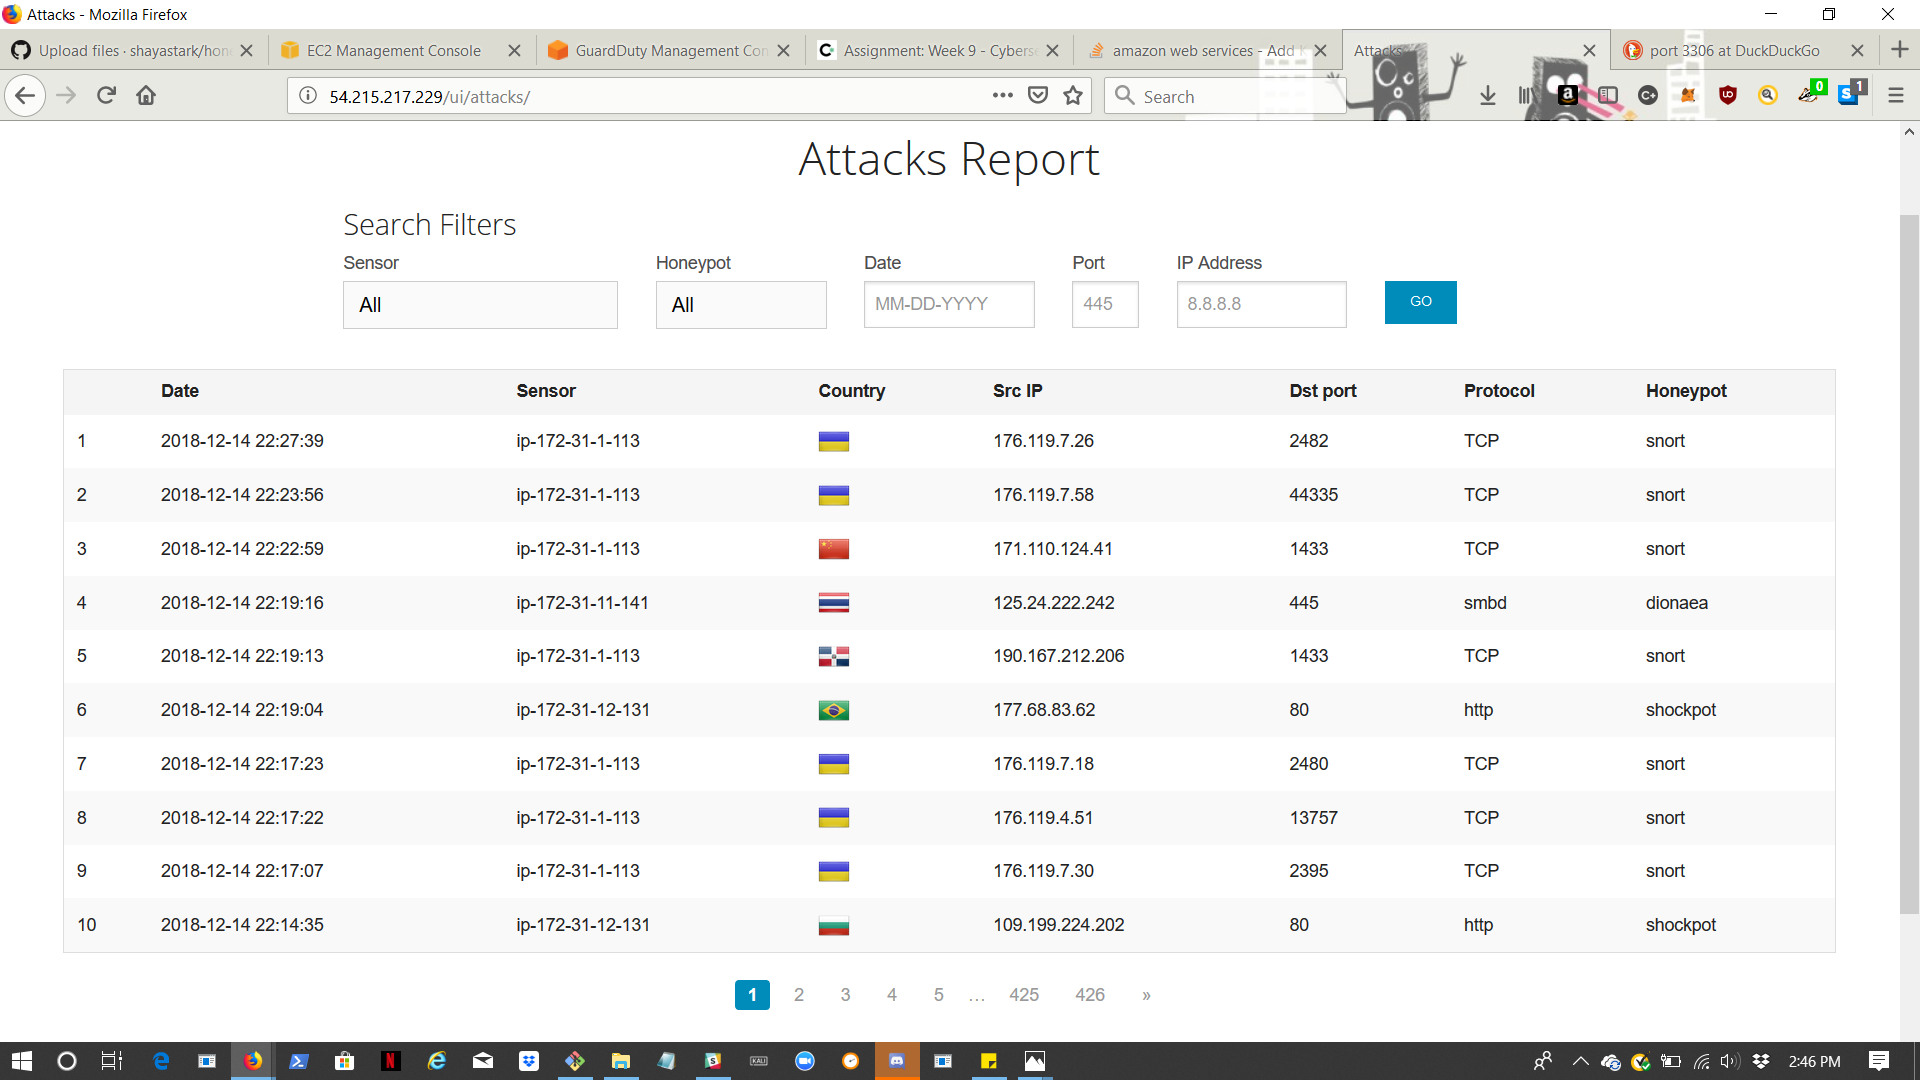 Attacks - Mozilla Firefox
Upload files · shayastark/hone
EC2 Management Console
GuardDuty Management Con
Assignment: Week 9 - Cyberse
amazon web services - Add
Attacks
port 3306 at DuckDuckGo
54.215.217.229/ui/attacks/
Search
0
1
Attacks Report
Search Filters
Sensor Honeypot Date Port IP Address
All All MM-DD-YYYY 445 8.8.8.8 GO
Date Sensor Country Src IP Dst port Protocol Honeypot
1 2018-12-14 22:27:39 ip-172-31-1-113 176.119.7.26 2482 TCP snort
2 2018-12-14 22:23:56 ip-172-31-1-113 176.119.7.58 44335 TCP snort
3 2018-12-14 22:22:59 ip-172-31-1-113 171.110.124.41 1433 TCP snort
4 2018-12-14 22:19:16 ip-172-31-11-141 125.24.222.242 445 smbd dionaea
5 2018-12-14 22:19:13 ip-172-31-1-113 190.167.212.206 1433 TCP snort
6 2018-12-14 22:19:04 ip-172-31-12-131 177.68.83.62 80 http shockpot
7 2018-12-14 22:17:23 ip-172-31-1-113 176.119.7.18 2480 TCP snort
8 2018-12-14 22:17:22 ip-172-31-1-113 176.119.4.51 13757 TCP snort
9 2018-12-14 22:17:07 ip-172-31-1-113 176.119.7.30 2395 TCP snort
10 2018-12-14 22:14:35 ip-172-31-12-131 109.199.224.202 80 http shockpot
1 2 3 4 5 … 425 426 »
2:46 PM